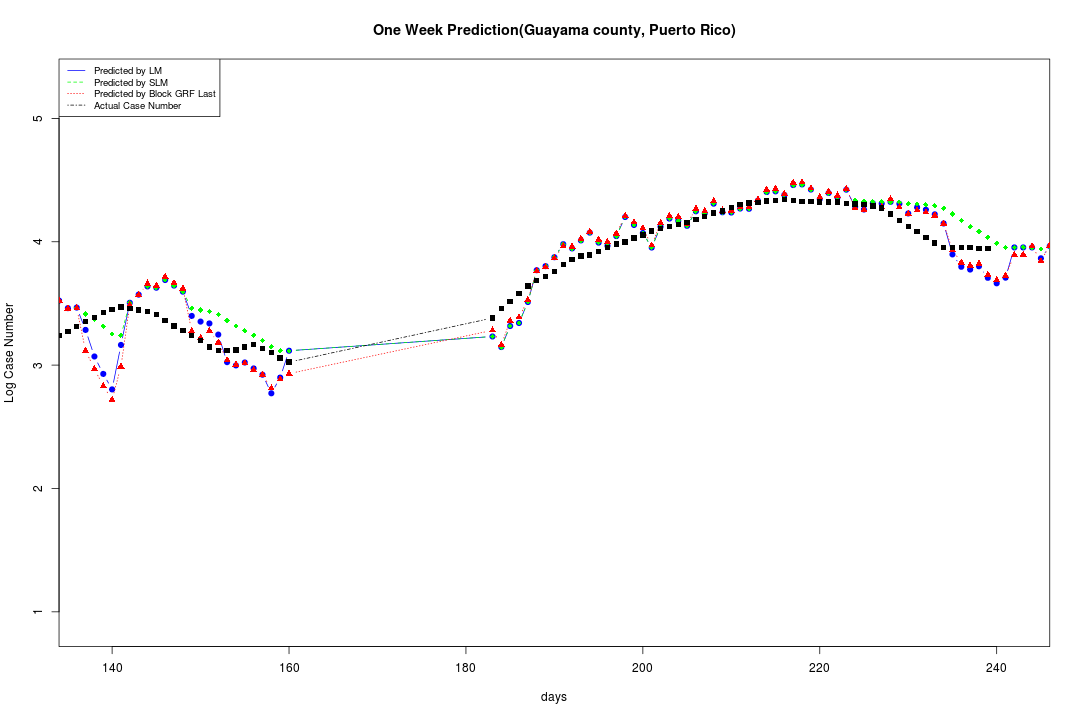 One Week Prediction(Guayama county, Puerto Rico)
Predicted by LM
Predicted by SLM
Predicted by Block GRF Last
Actual Case Number
5
4
3
2
1
Log Case Number
140 160 180 200 220 240
days